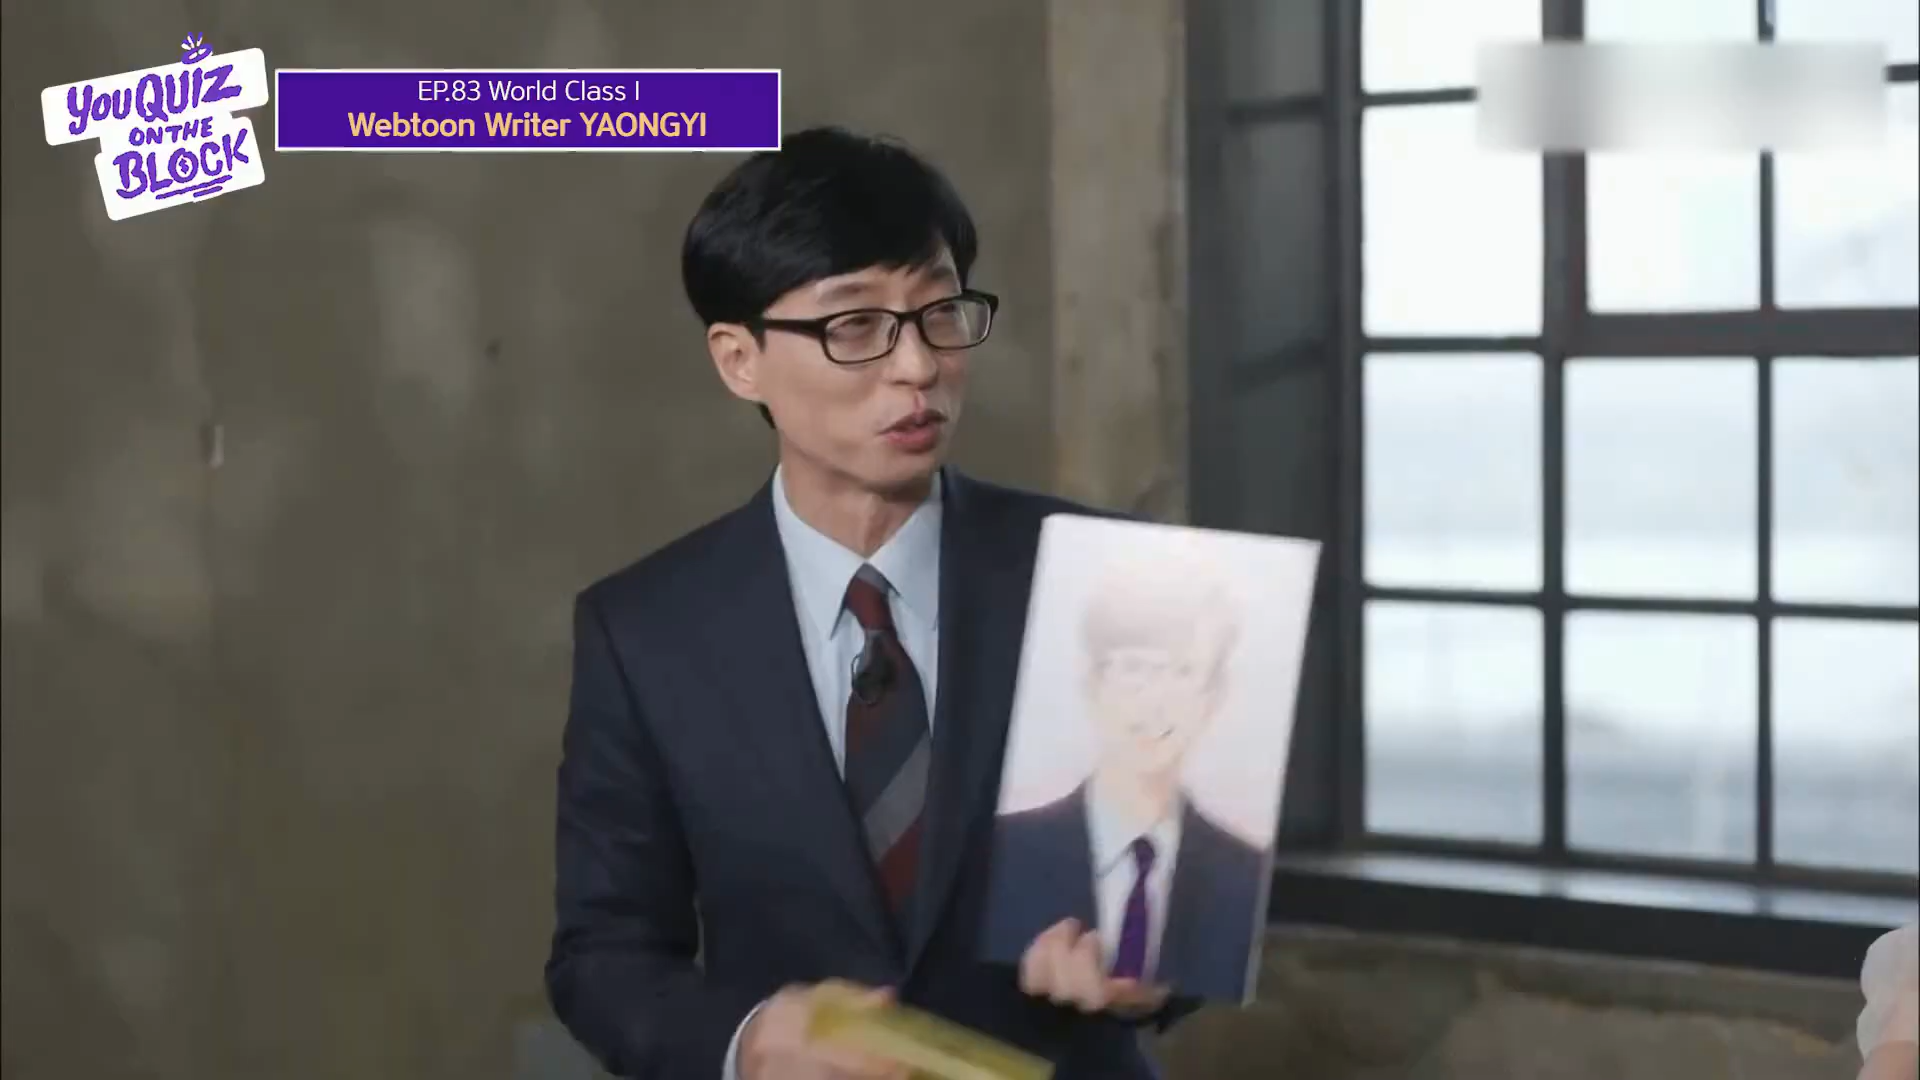 YOU QUIZ
ON THE
BLOCK
EP.83 World Class I
Webtoon Writer YAONGYI